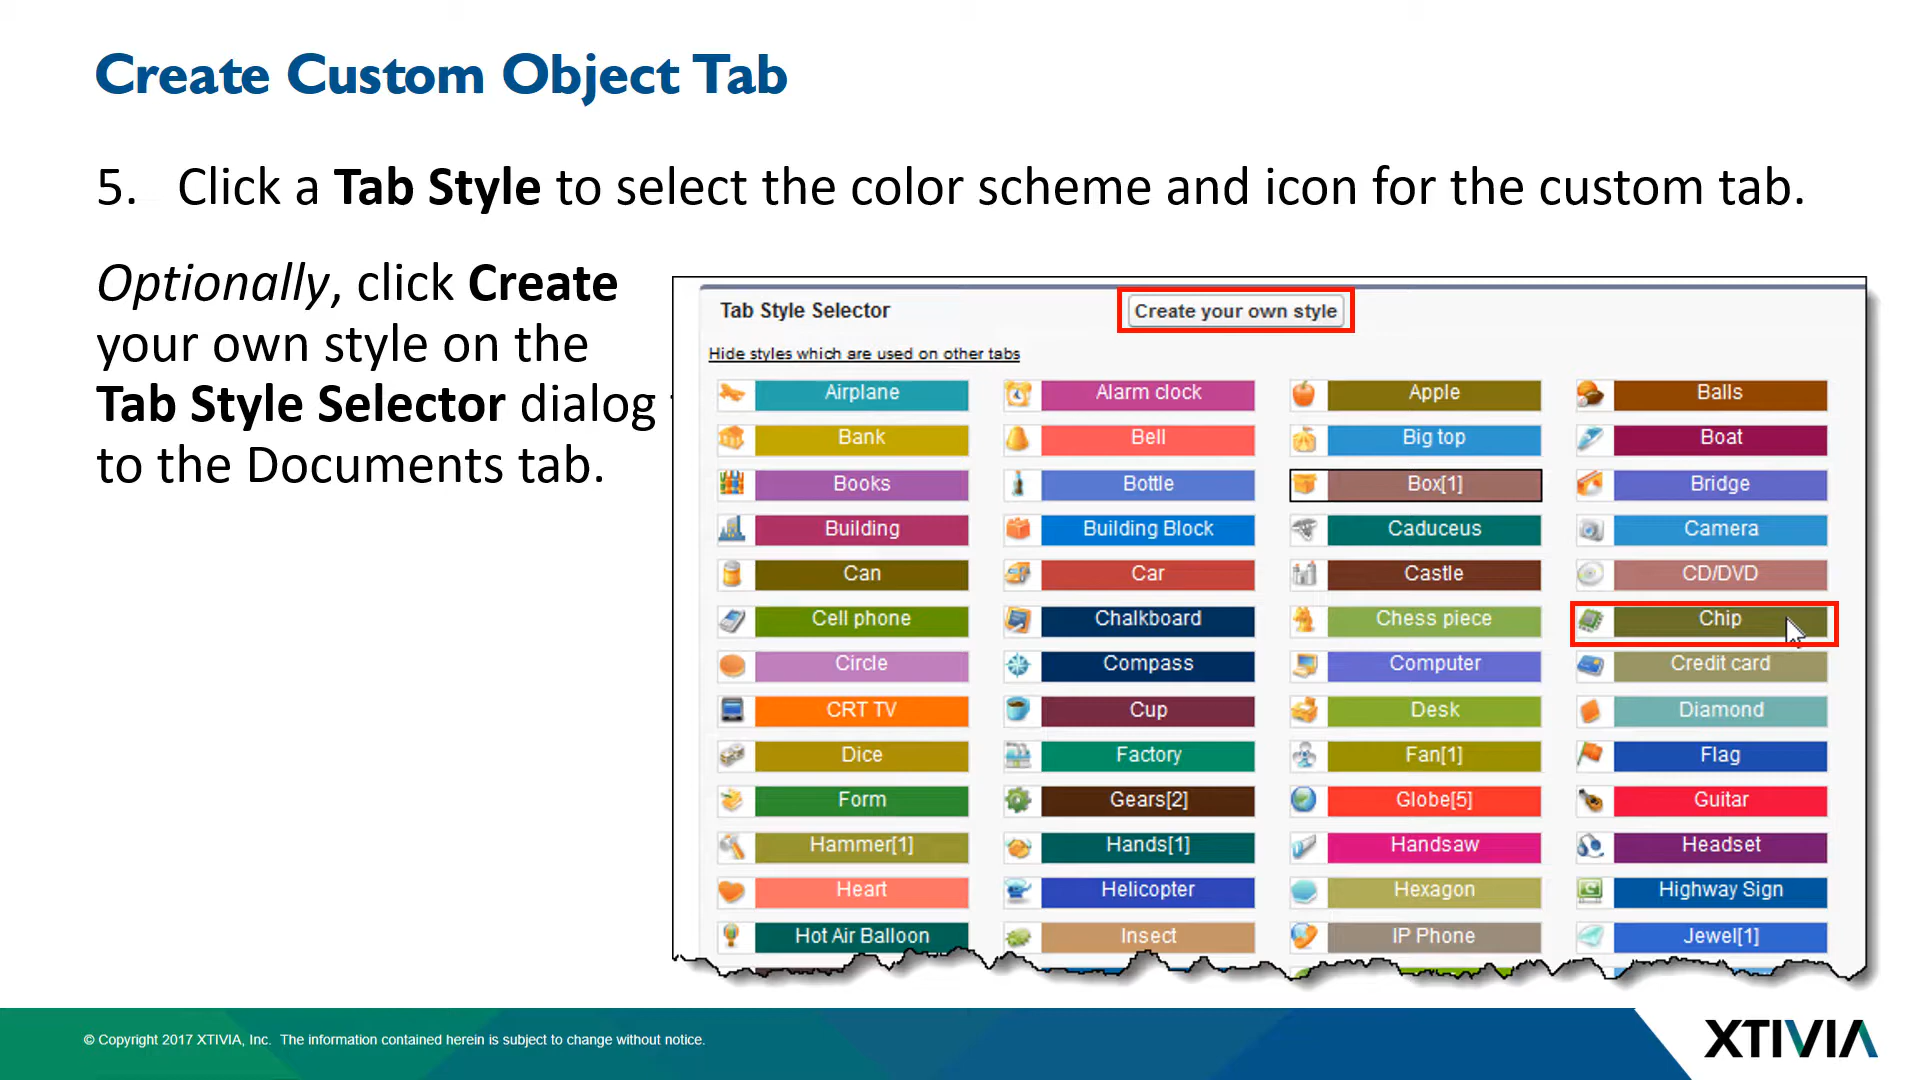 Create Custom Object Tab
5. Click a Tab Style to select the color scheme and icon for the custom tab.
Optionally, click Create
your own style on the
Tab Style Selector dialog
to the Documents tab.
Tab Style Selector Create your own style
Hide styles which are used on other tabs
Airplane Alarm clock Apple Balls
Bank Bell Big top Boat
Books Bottle Box[1] Bridge
Building Building Block Caduceus Camera
Can Car Castle CD/DVD
Cell phone Chalkboard Chess piece Chip
Circle Compass Computer Credit card
CRT TV Cup Desk Diamond
Dice Factory Fan[1] Flag
Form Gears[2] Globe[5] Guitar
Hammer[1] Hands[1] Handsaw Headset
Heart Helicopter Hexagon Highway Sign
Hot Air Balloon Insect IP Phone Jewel[1]
© Copyright 2017 XTIVIA, Inc. The information contained herein is subject to change without notice.
XTIVIA